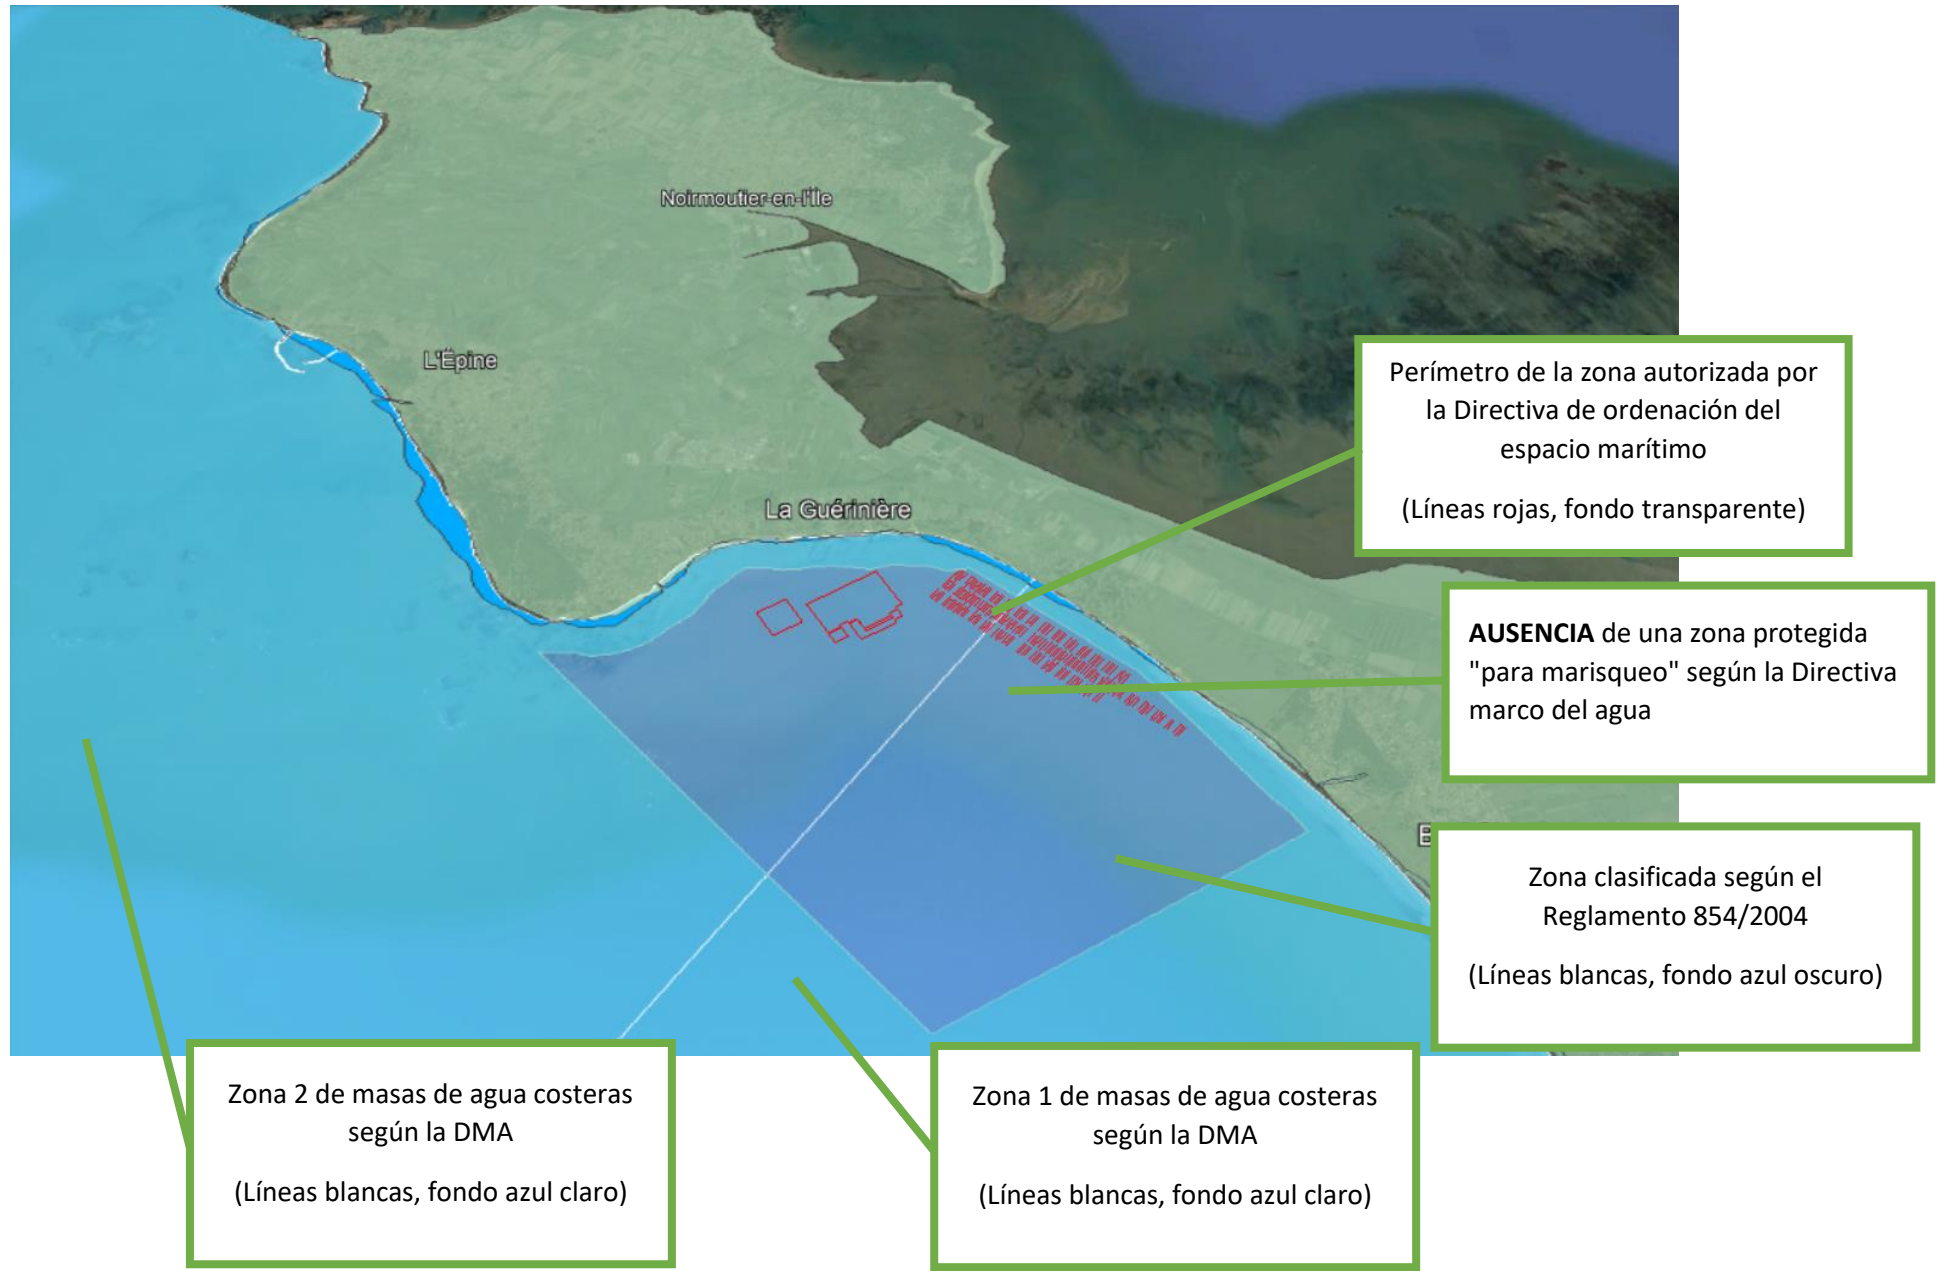 Noirmoutier-en-l'Île
L'Épine
La Guérinière
Perímetro de la zona autorizada por
la Directiva de ordenación del
espacio marítimo
(Líneas rojas, fondo transparente)
AUSENCIA de una zona protegida
"para marisqueo" según la Directiva
marco del agua
Zona clasificada según el
Reglamento 854/2004
(Líneas blancas, fondo azul oscuro)
Zona 2 de masas de agua costeras
según la DMA
(Líneas blancas, fondo azul claro)
Zona 1 de masas de agua costeras
según la DMA
(Líneas blancas, fondo azul claro)